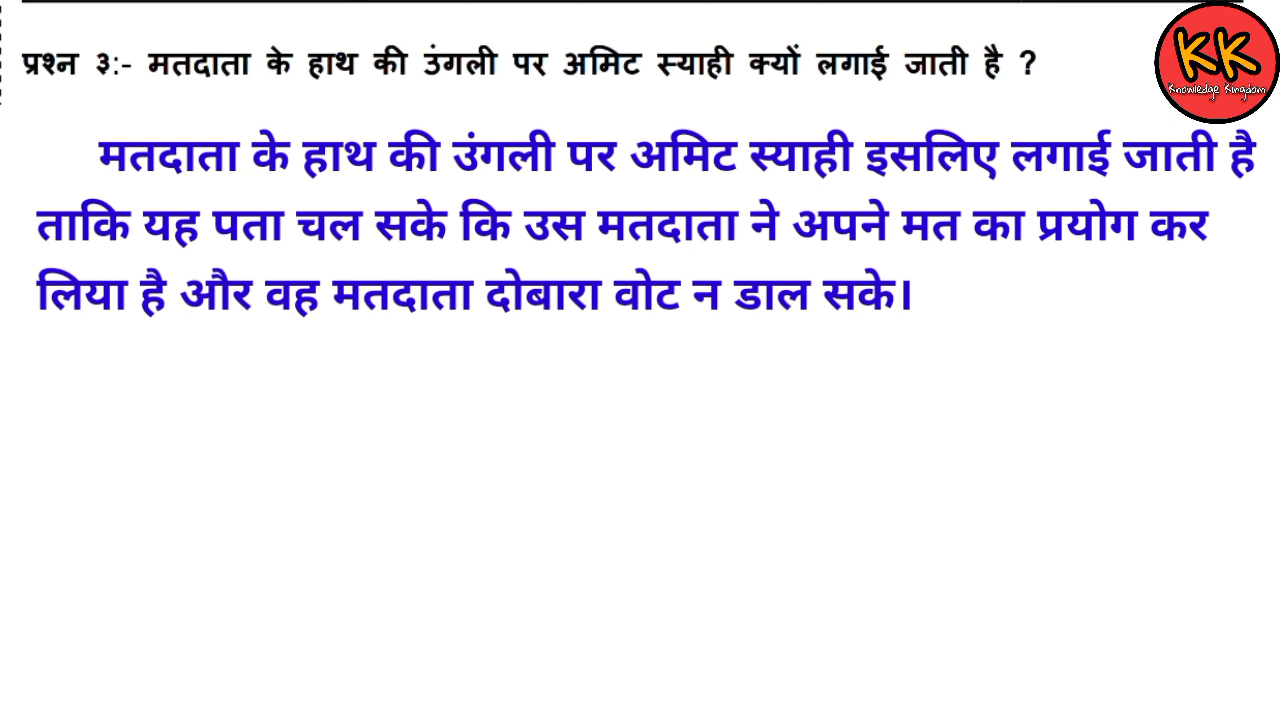 प्रश्न ३:- मतदाता के हाथ की उंगली पर अमिट स्याही क्यों लगाई जाती है ?
KK
Knowledge Kingdom
मतदाता के हाथ की उंगली पर अमिट स्याही इसलिए लगाई जाती है
ताकि यह पता चल सके कि उस मतदाता ने अपने मत का प्रयोग कर
लिया है और वह मतदाता दोबारा वोट न डाल सके।